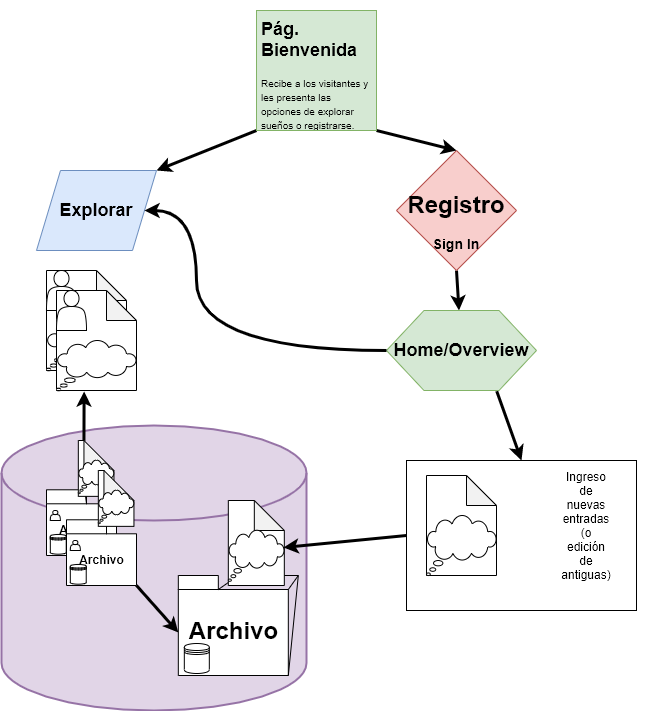 Pág.
Bienvenida
Recibe a los visitantes y
les presenta las
opciones de explorar
sueños o registrarse.
Explorar
Registro
Sign In
Home/Overview
Ingreso
de
nuevas
entradas
(o
edición
de
antiguas)
Archivo
Archivo